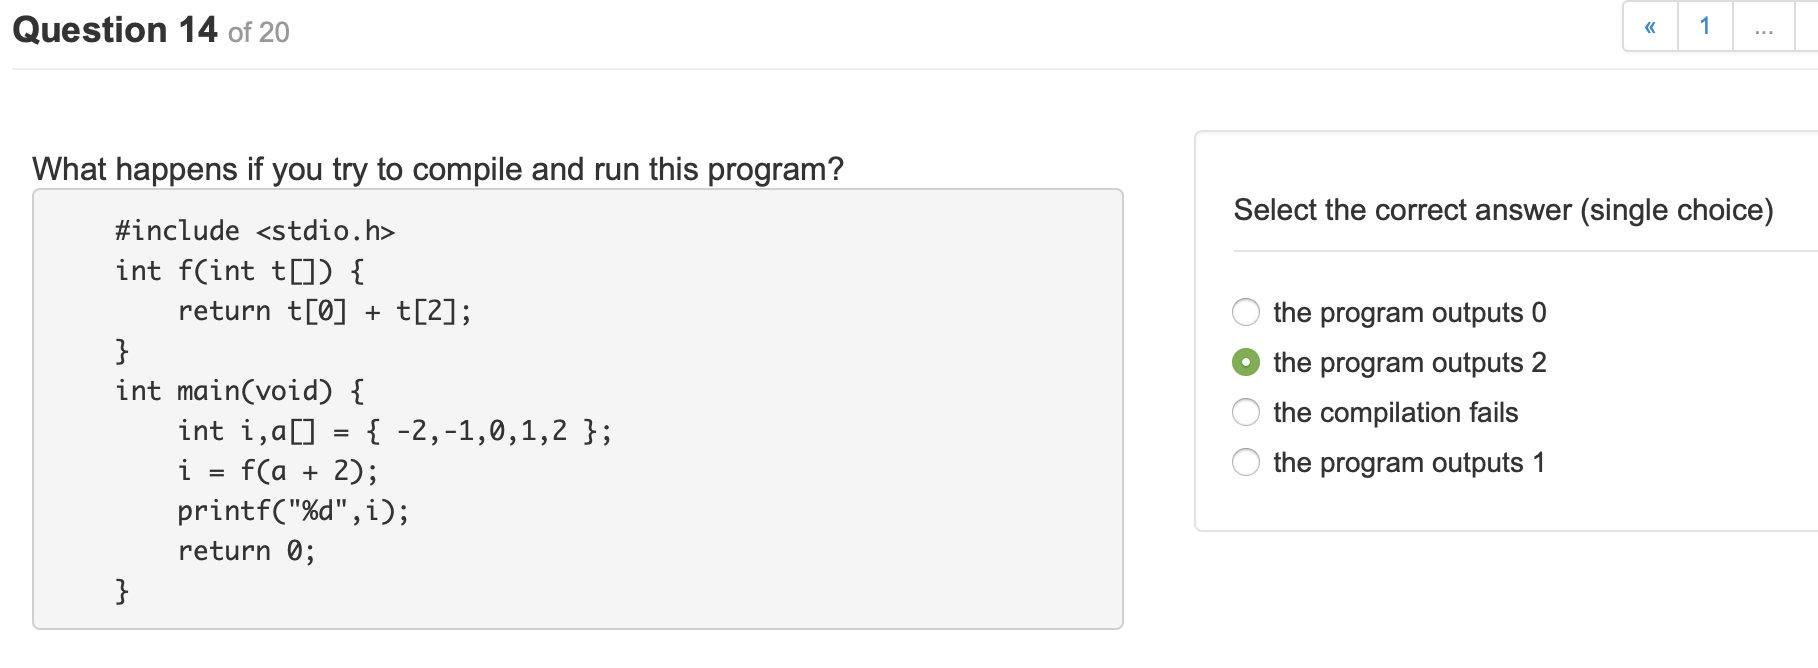 Question 14 of 20
« 1 ...
What happens if you try to compile and run this program?
#include <stdio.h>
int f(int t[]) {
    return t[0] + t[2];
}
int main(void) {
    int i,a[] = { -2,-1,0,1,2 };
    i = f(a + 2);
    printf("%d",i);
    return 0;
}
Select the correct answer (single choice)
the program outputs 0
the program outputs 2
the compilation fails
the program outputs 1